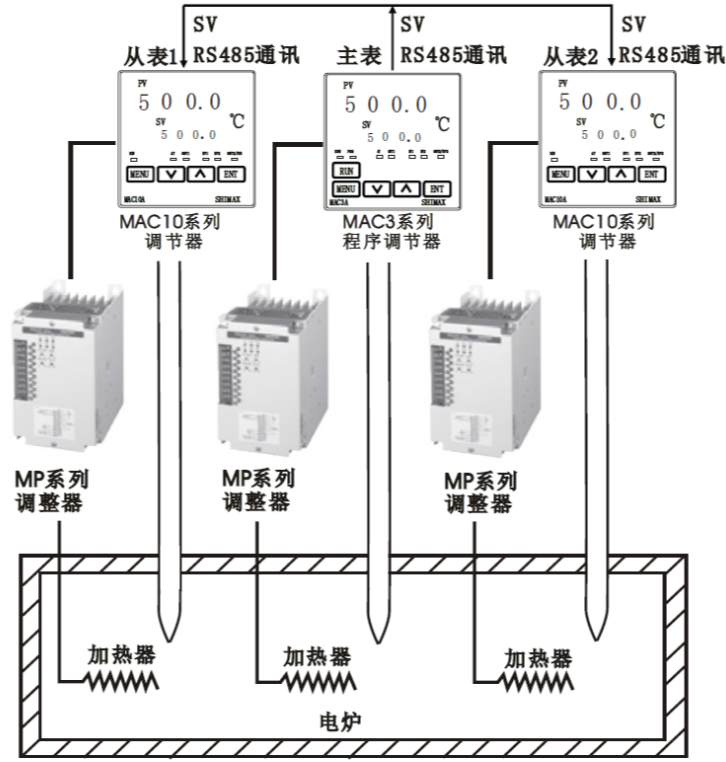 SV
SV
从表1
RS485通讯
主表
RS485通讯
从表2
RS485通讯
PV
5 0 0.0
SV
5 0 0.0
℃
MENU
ENT
MAC10A
SHIMAX
PV
5 0 0.0
SV
5 0 0.0
℃
RUN
MENU
ENT
MAC3A
SHIMAX
PV
5 0 0.0
SV
5 0 0.0
℃
MENU
ENT
MAC10A
SHIMAX
MAC10系列
调节器
MAC3系列
程序调节器
MAC10系列
调节器
MP系列
调整器
MP系列
调整器
MP系列
调整器
加热器
加热器
加热器
电炉